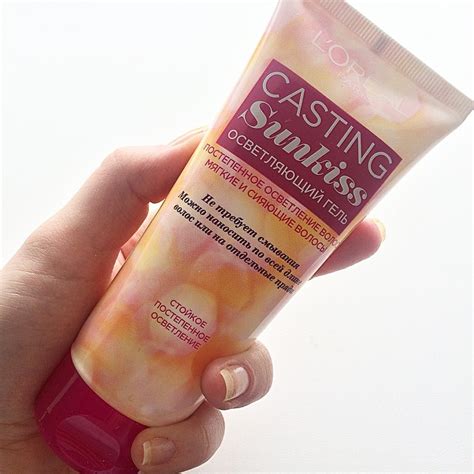 L'ORÉAL
CASTING
Sunkiss
ОСВЕТЛЯЮЩИЙ ГЕЛЬ
ПОСТЕПЕННОЕ ОСВЕТЛЕНИЕ ВОЛОС
МЯГКИЕ И СИЯЮЩИЕ ВОЛОСЫ
Не требует смывания
Можно наносить по всей длине
волос или на отдельные пряди
СТОЙКОЕ
ПОСТЕПЕННОЕ
ОСВЕТЛЕНИЕ